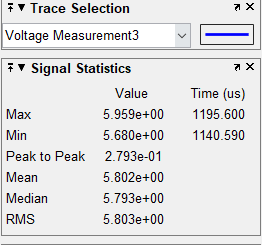 Trace Selection
Voltage Measurement3
Signal Statistics
Value Time (us)
Max 5.959e+00 1195.600
Min 5.680e+00 1140.590
Peak to Peak 2.793e-01
Mean 5.802e+00
Median 5.793e+00
RMS 5.803e+00